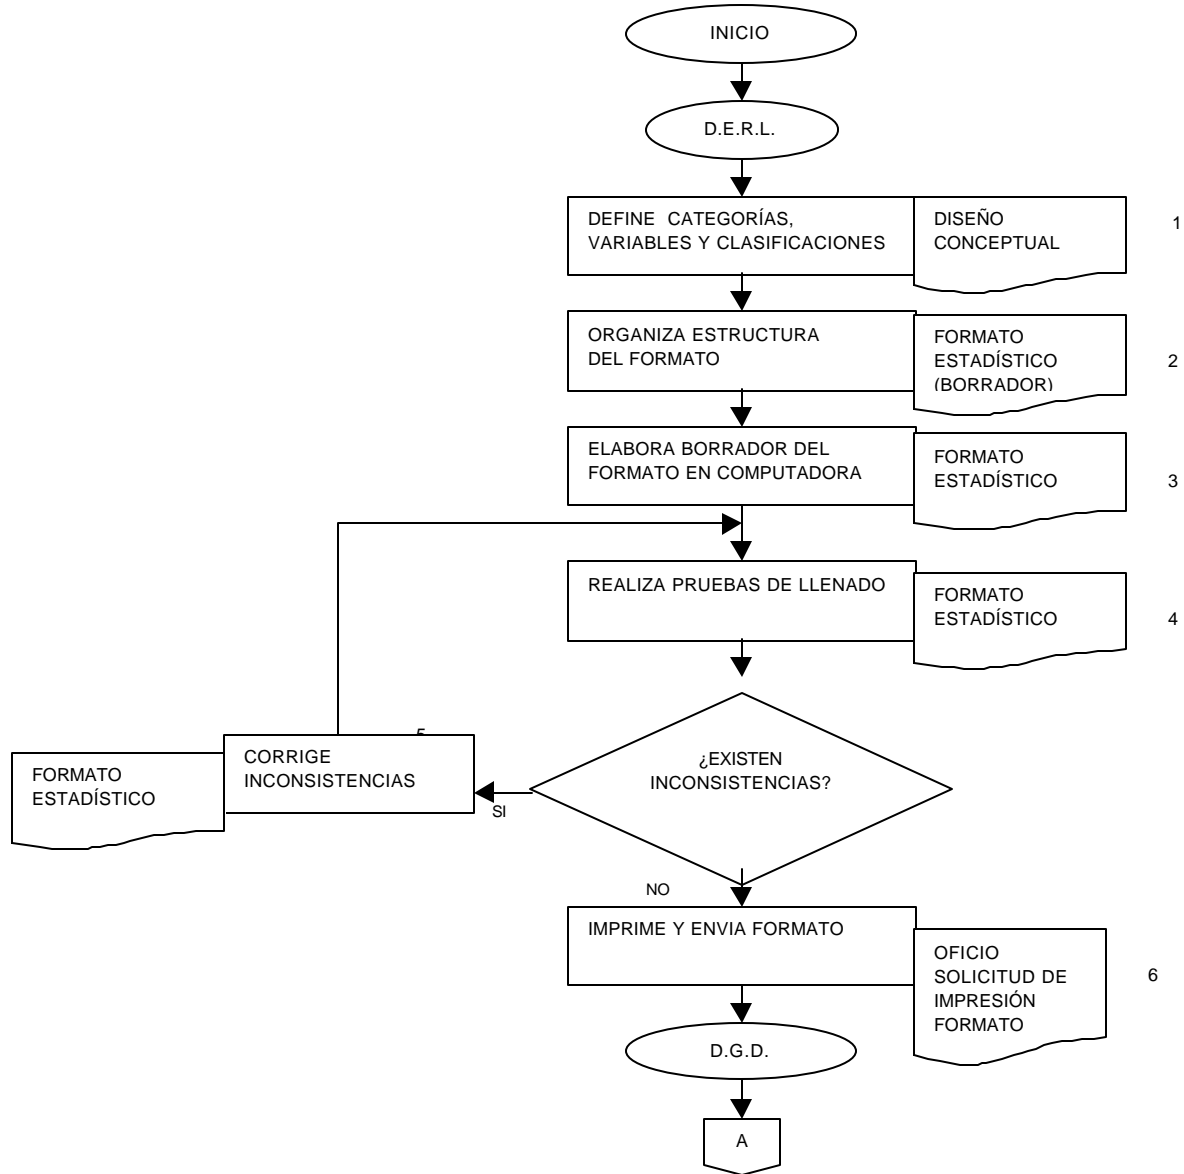 INICIO
D.E.R.L.
DEFINE CATEGORÍAS,
VARIABLES Y CLASIFICACIONES
DISEÑO
CONCEPTUAL
1
ORGANIZA ESTRUCTURA
DEL FORMATO
FORMATO
ESTADÍSTICO
(BORRADOR)
2
ELABORA BORRADOR DEL
FORMATO EN COMPUTADORA
FORMATO
ESTADÍSTICO
3
REALIZA PRUEBAS DE LLENADO
FORMATO
ESTADÍSTICO
4
¿EXISTEN
INCONSISTENCIAS?
SI
5
CORRIGE
INCONSISTENCIAS
FORMATO
ESTADÍSTICO
NO
IMPRIME Y ENVIA FORMATO
OFICIO
SOLICITUD DE
IMPRESIÓN
FORMATO
6
D.G.D.
A